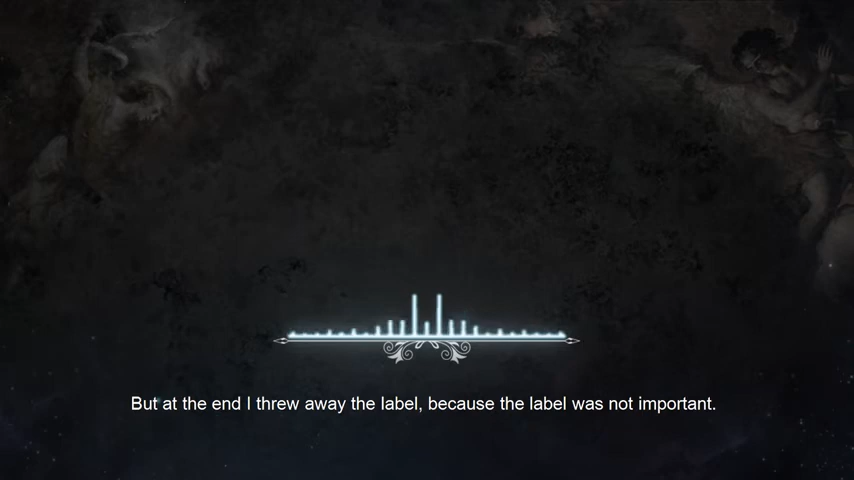 But at the end I threw away the label, because the label was not important.